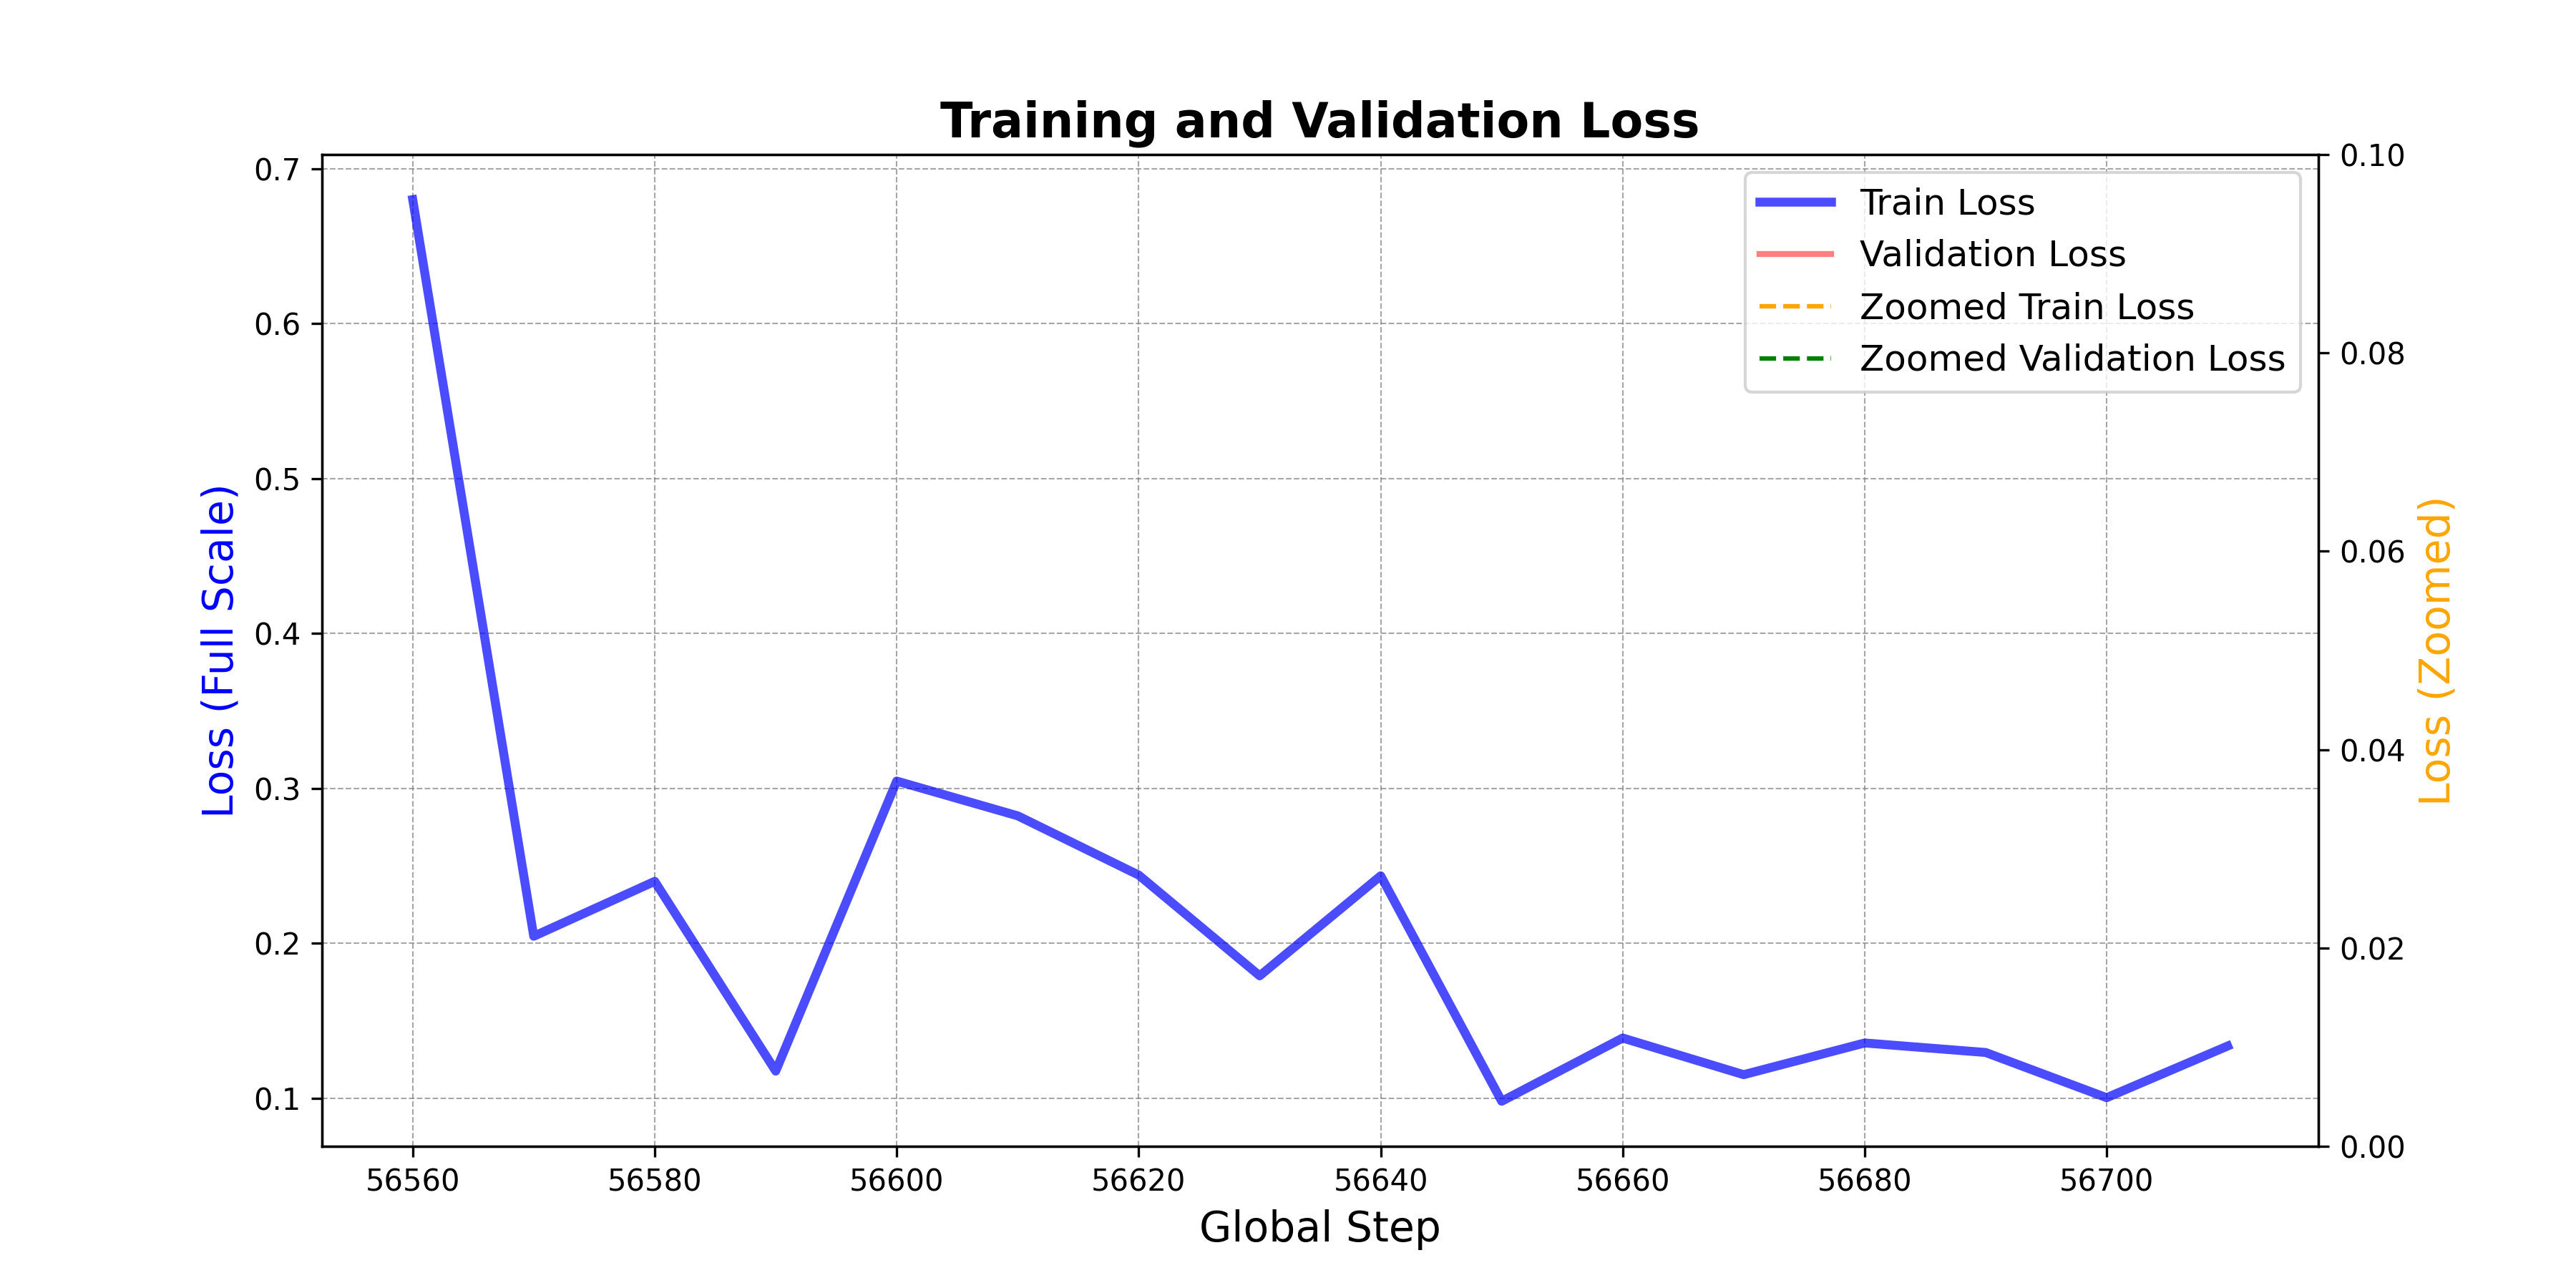 Training and Validation Loss
0.7
0.6
0.5
0.4
0.3
0.2
0.1
Loss (Full Scale)
Train Loss
Validation Loss
Zoomed Train Loss
Zoomed Validation Loss
0.10
0.08
0.06
0.04
0.02
0.00
Loss (Zoomed)
56560 56580 56600 56620 56640 56660 56680 56700
Global Step